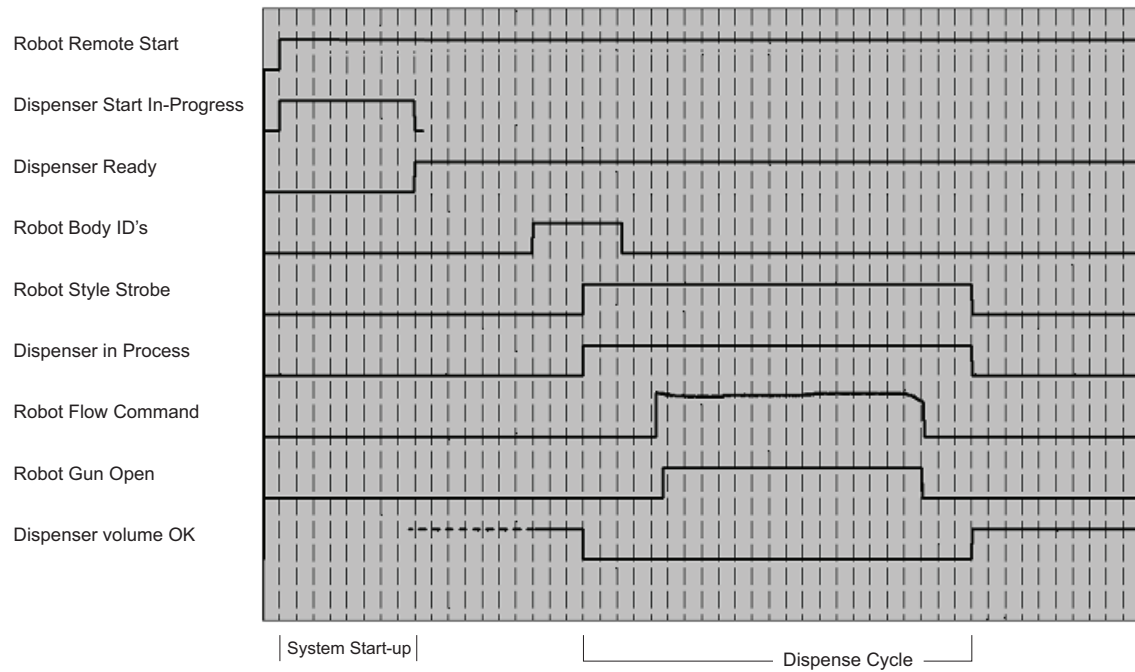 Robot Remote Start
Dispenser Start In-Progress
Dispenser Ready
Robot Body ID's
Robot Style Strobe
Dispenser in Process
Robot Flow Command
Robot Gun Open
Dispenser volume OK
System Start-up
Dispense Cycle